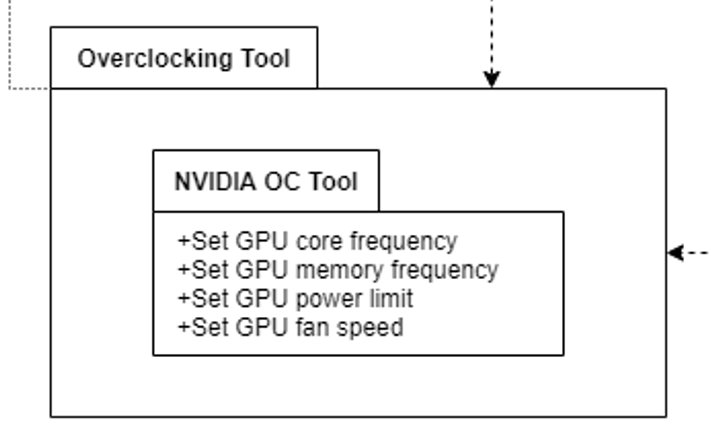 Overclocking Tool
NVIDIA OC Tool
+Set GPU core frequency
+Set GPU memory frequency
+Set GPU power limit
+Set GPU fan speed